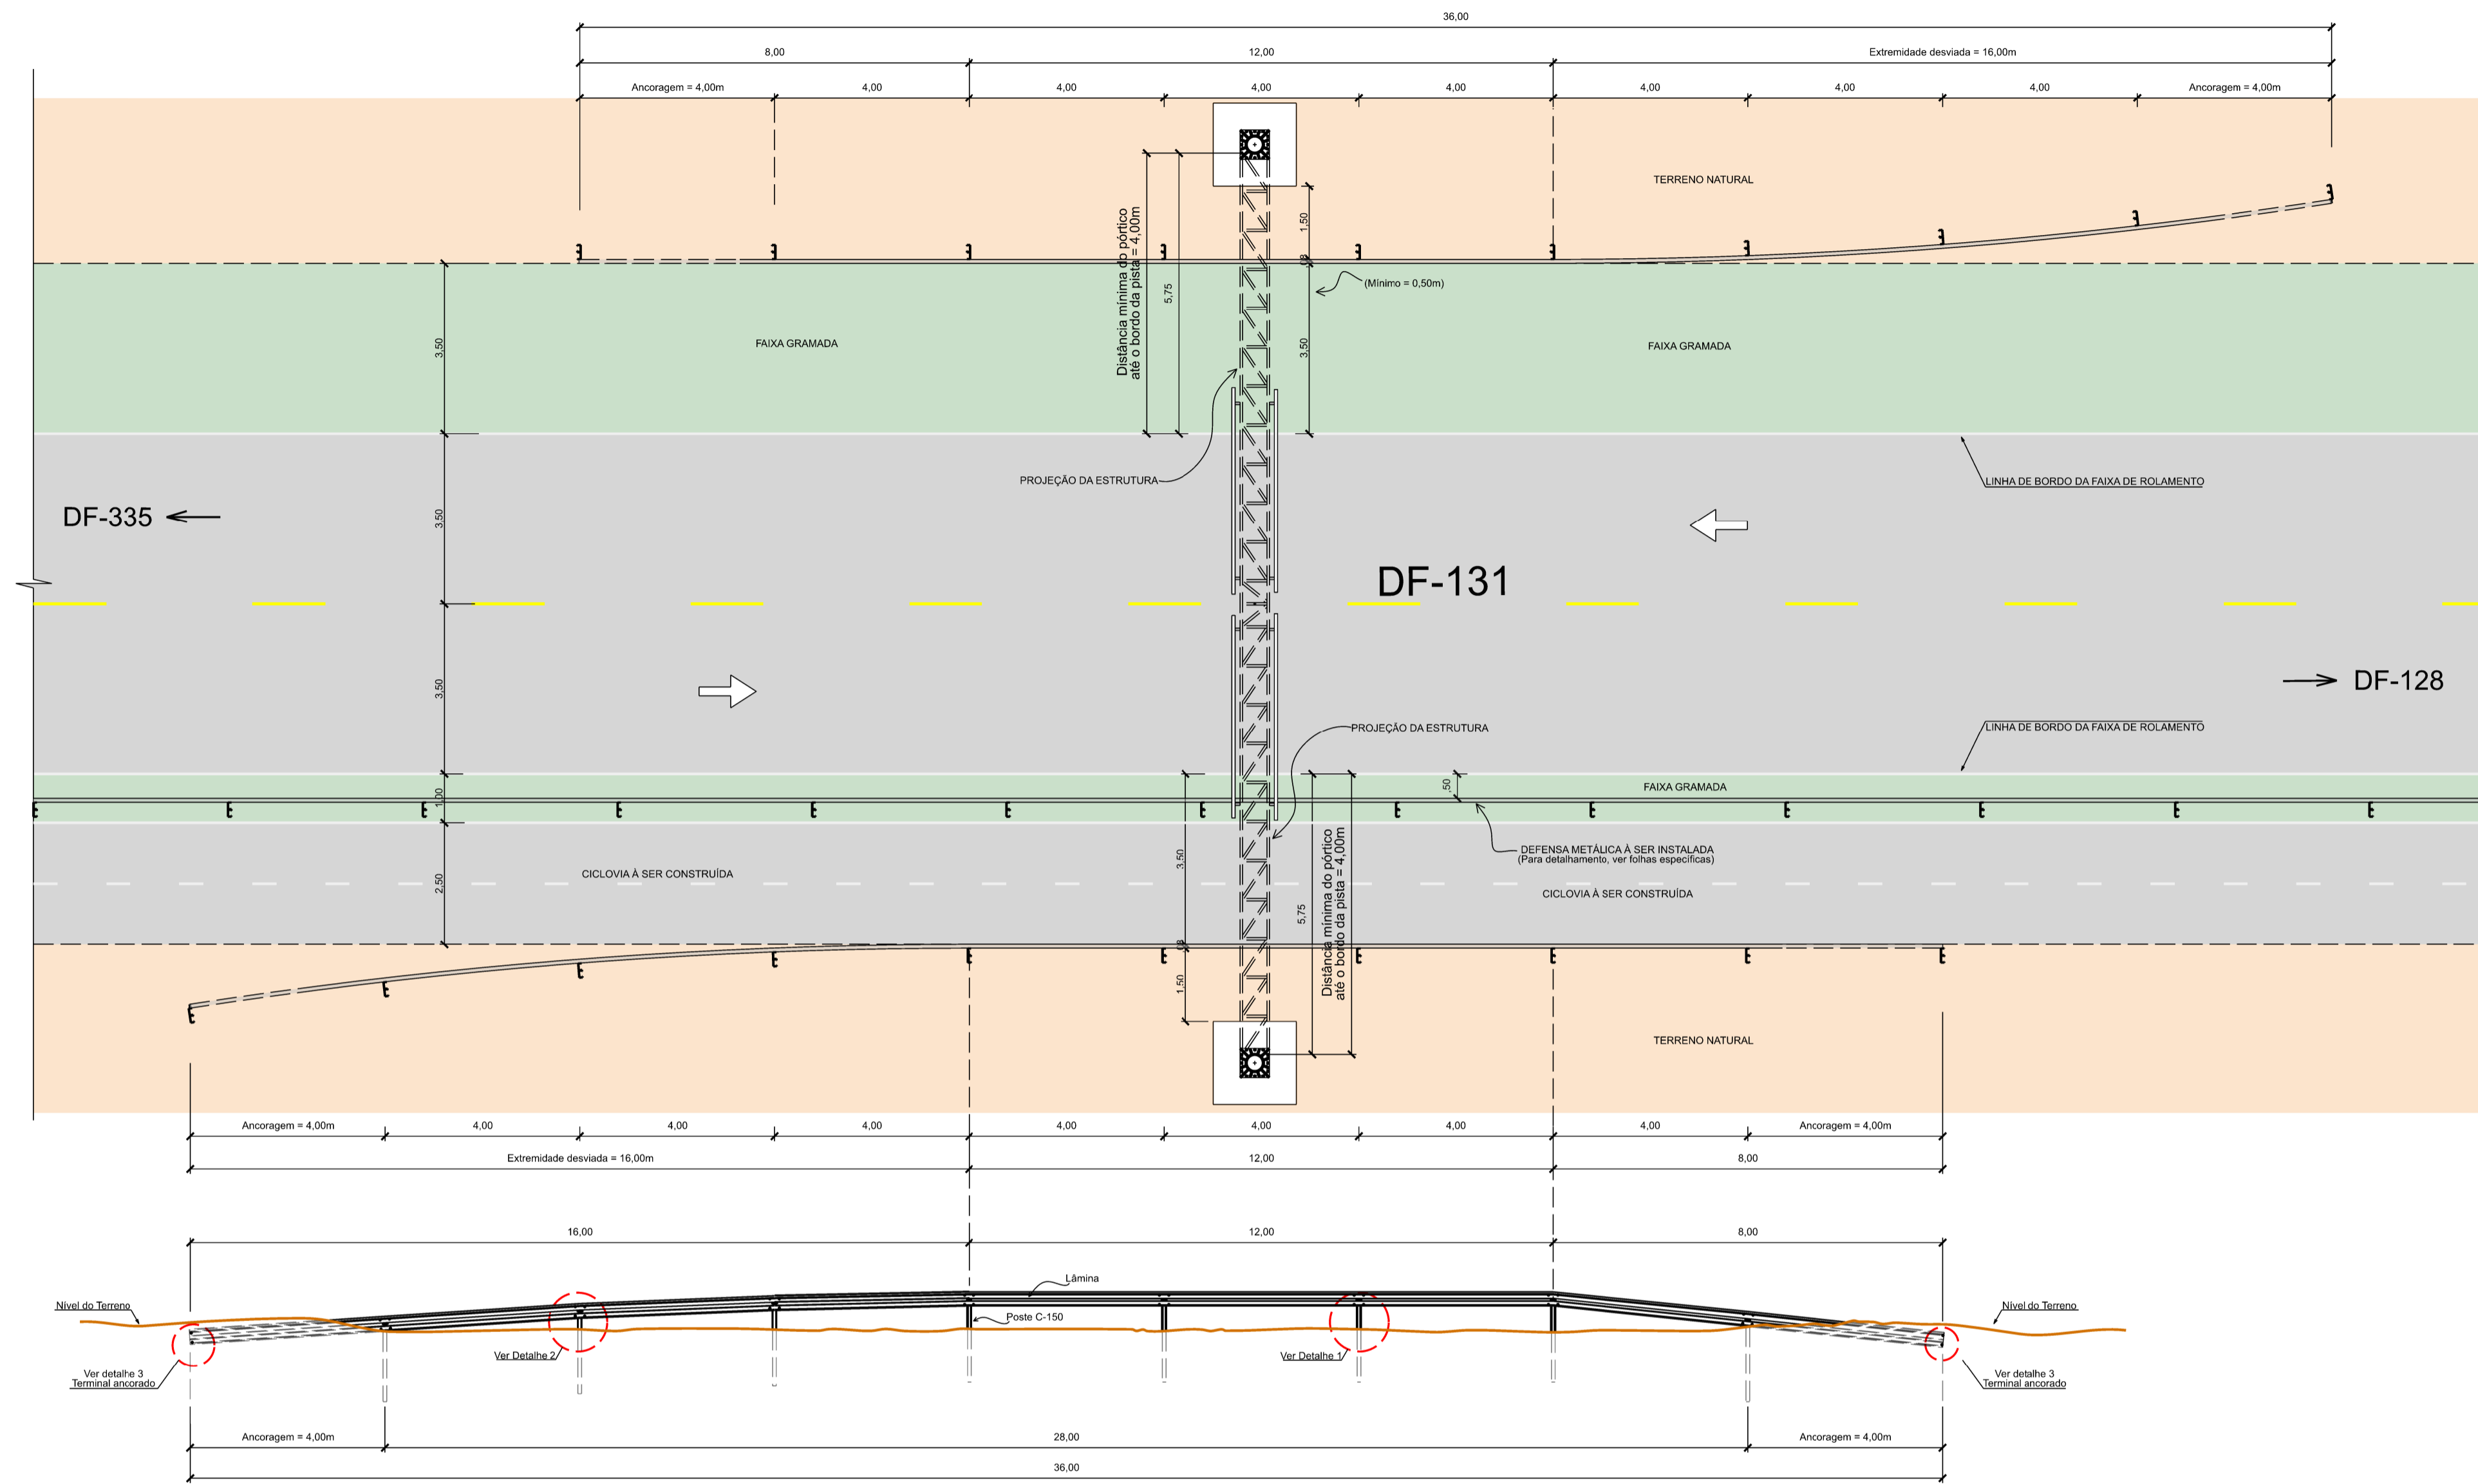 36,00
8,00
12,00
Extremidade desviada = 16,00m
Ancoragem = 4,00m
4,00
4,00
4,00
4,00
4,00
4,00
4,00
Ancoragem = 4,00m
TERRENO NATURAL
Distância mínima do pórtico
até o bordo da pista = 4,00m
5,75
1,50
,08
(Mínimo = 0,50m)
3,50
FAIXA GRAMADA
3,50
FAIXA GRAMADA
PROJEÇÃO DA ESTRUTURA
LINHA DE BORDO DA FAIXA DE ROLAMENTO
DF-335
3,50
DF-131
3,50
DF-128
PROJEÇÃO DA ESTRUTURA
LINHA DE BORDO DA FAIXA DE ROLAMENTO
1,00
,50
FAIXA GRAMADA
DEFENSA METÁLICA À SER INSTALADA
(Para detalhamento, ver folhas específicas)
3,50
CICLOVIA À SER CONSTRUÍDA
2,50
CICLOVIA À SER CONSTRUÍDA
5,75
Distância mínima do pórtico
até o bordo da pista = 4,00m
,08
1,50
TERRENO NATURAL
Ancoragem = 4,00m
4,00
4,00
4,00
4,00
4,00
4,00
4,00
Ancoragem = 4,00m
Extremidade desviada = 16,00m
12,00
8,00
16,00
12,00
8,00
Lâmina
Nível do Terreno
Nível do Terreno
Poste C-150
Ver Detalhe 2
Ver Detalhe 1
Ver detalhe 3
Terminal ancorado
Ver detalhe 3
Terminal ancorado
Ancoragem = 4,00m
28,00
Ancoragem = 4,00m
36,00